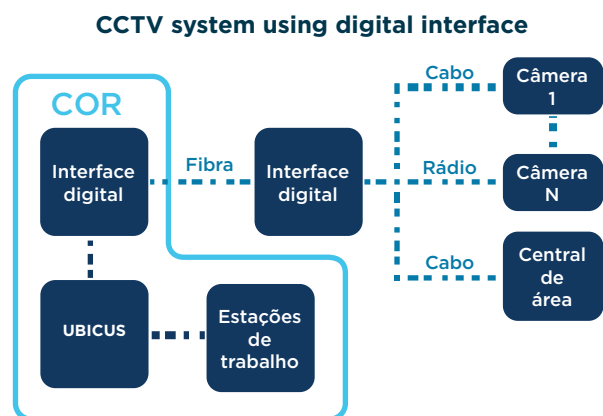 CCTV system using digital interface
COR
Interface
digital
Fibra
Interface
digital
Cabo
Câmera
1
Rádio
Câmera
N
Cabo
Central
de
área
UBICUS
Estações
de
trabalho